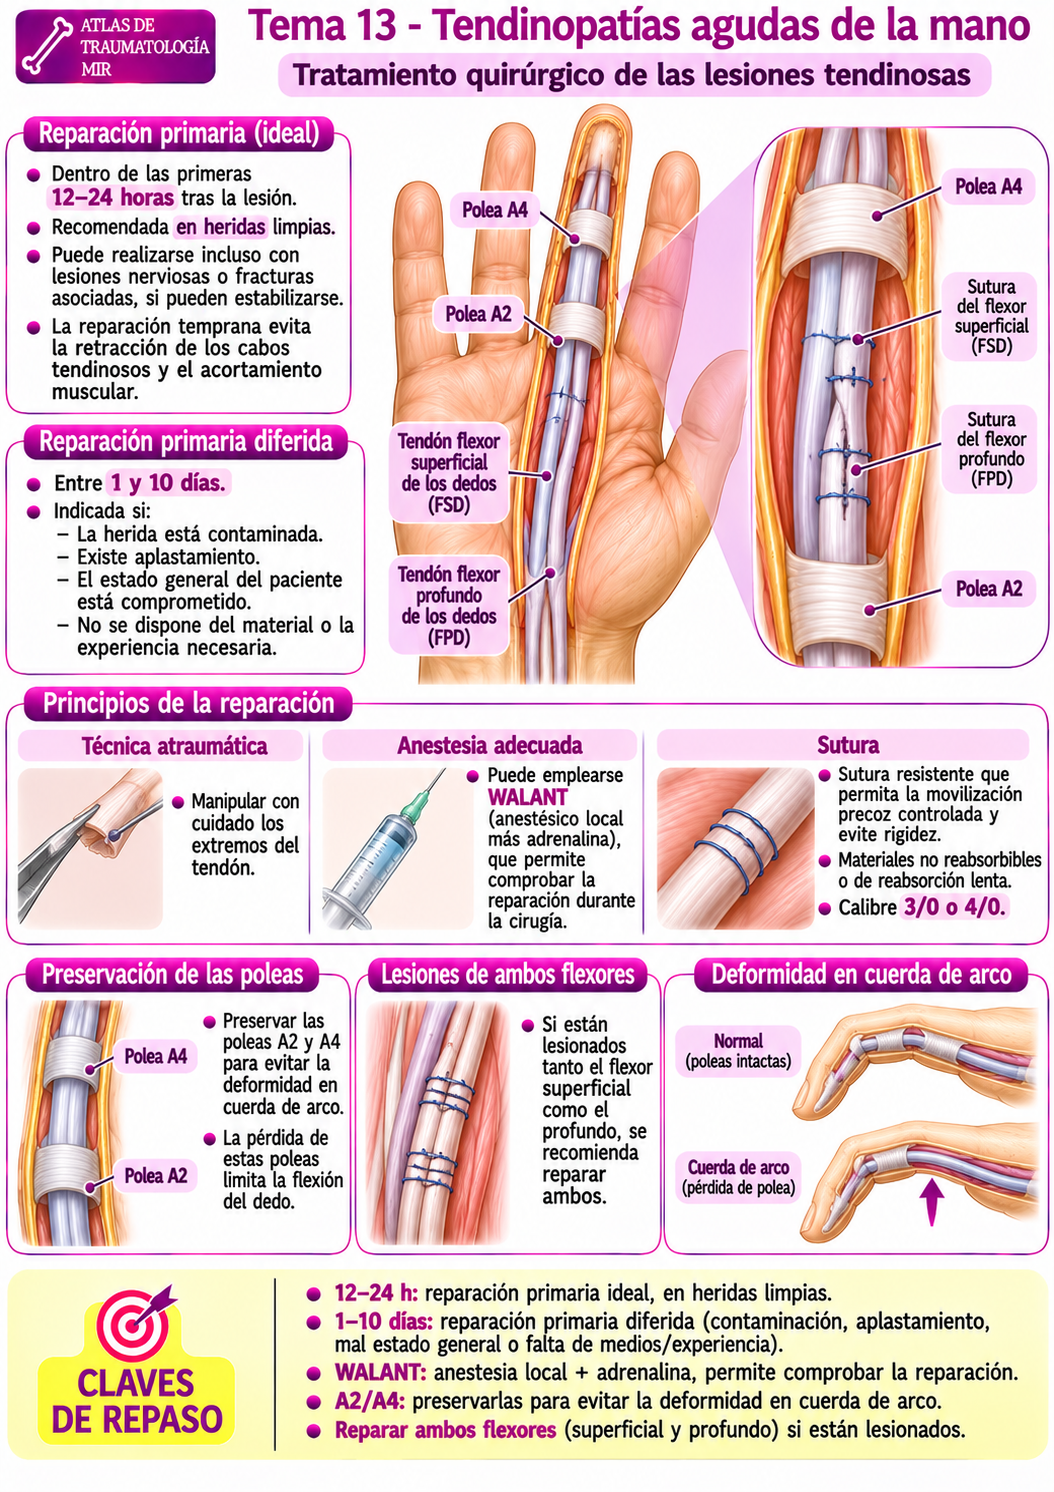 ATLAS DE
TRAUMATOLOGÍA
MIR
Tema 13 - Tendinopatías agudas de la mano
Tratamiento quirúrgico de las lesiones tendinosas
Reparación primaria (ideal)
Dentro de las primeras
12–24 horas tras la lesión.
Recomendada en heridas limpias.
Puede realizarse incluso con
lesiones nerviosas o fracturas
asociadas, si pueden estabilizarse.
La reparación temprana evita
la retracción de los cabos
tendinosos y el acortamiento
muscular.
Reparación primaria diferida
Entre 1 y 10 días.
Indicada si:
– La herida está contaminada.
– Existe aplastamiento.
– El estado general del paciente
está comprometido.
– No se dispone del material o la
experiencia necesaria.
Polea A4
Polea A2
Tendón flexor
superficial
de los dedos
(FSD)
Tendón flexor
profundo
de los dedos
(FPD)
Polea A4
Sutura
del flexor
superficial
(FSD)
Sutura
del flexor
profundo
(FPD)
Polea A2
Principios de la reparación
Técnica atraumática
Manipular con
cuidado los
extremos del
tendón.
Anestesia adecuada
Puede emplearse
WALANT
(anestésico local
más adrenalina),
que permite
comprobar la
reparación durante
la cirugía.
Sutura
Sutura resistente que
permita la movilización
precoz controlada y
evite rigidez.
Materiales no reabsorbibles
o de reabsorción lenta.
Calibre 3/0 o 4/0.
Preservación de las poleas
Polea A4
Polea A2
Preservar las
poleas A2 y A4
para evitar la
deformidad en
cuerda de arco.
La pérdida de
estas poleas
limita la flexión
del dedo.
Lesiones de ambos flexores
Si están
lesionados
tanto el flexor
superficial
como el
profundo, se
recomienda
reparar
ambos.
Deformidad en cuerda de arco
Normal
(poleas intactas)
Cuerda de arco
(pérdida de polea)
CLAVES
DE REPASO
12–24 h: reparación primaria ideal, en heridas limpias.
1–10 días: reparación primaria diferida (contaminación, aplastamiento,
mal estado general o falta de medios/experiencia).
WALANT: anestesia local + adrenalina, permite comprobar la reparación.
A2/A4: preservarlas para evitar la deformidad en cuerda de arco.
Reparar ambos flexores (superficial y profundo) si están lesionados.